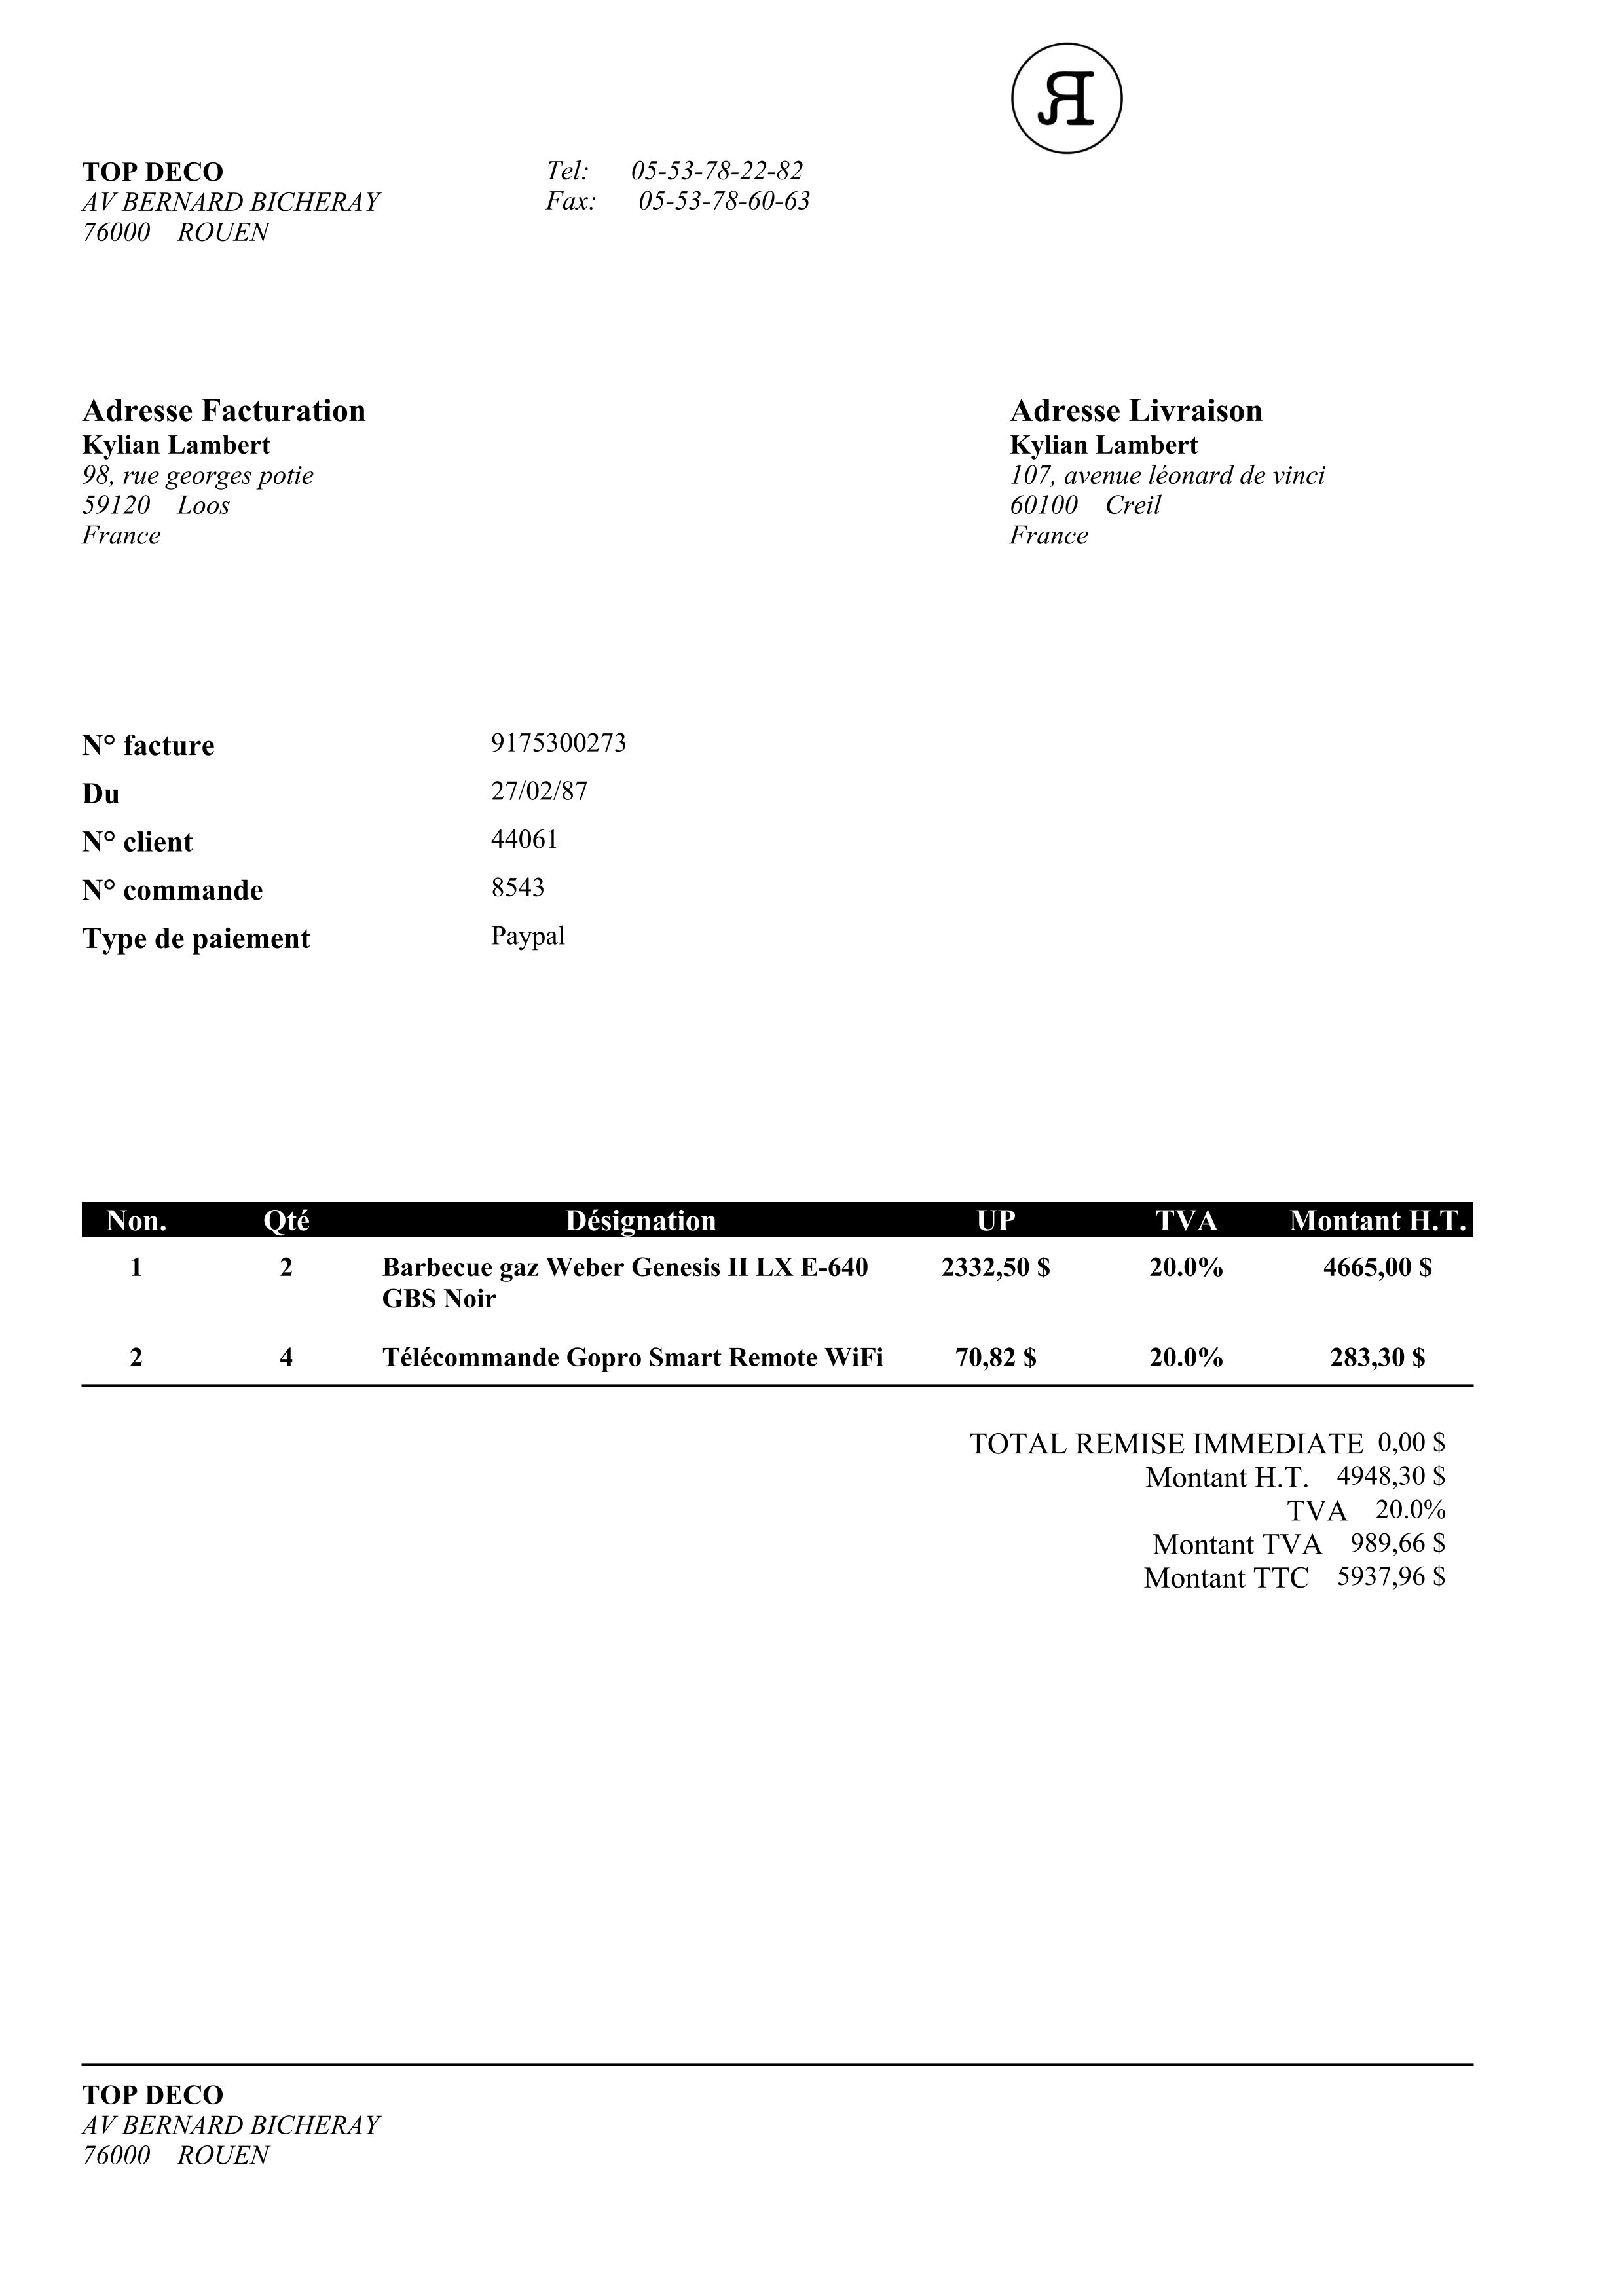 Я
TOP DECO
AV BERNARD BICHERAY
76000 ROUEN
Tel: 05-53-78-22-82
Fax: 05-53-78-60-63
Adresse Facturation
Kylian Lambert
98, rue georges potie
59120 Loos
France
Adresse Livraison
Kylian Lambert
107, avenue léonard de vinci
60100 Creil
France
N° facture 9175300273
Du 27/02/87
N° client 44061
N° commande 8543
Type de paiement Paypal
Non. Qté Désignation UP TVA Montant H.T.
1 2 Barbecue gaz Weber Genesis II LX E-640 2332,50 $ 20.0% 4665,00 $
GBS Noir
2 4 Télécommande Gopro Smart Remote WiFi 70,82 $ 20.0% 283,30 $
TOTAL REMISE IMMEDIATE 0,00 $
Montant H.T. 4948,30 $
TVA 20.0%
Montant TVA 989,66 $
Montant TTC 5937,96 $
TOP DECO
AV BERNARD BICHERAY
76000 ROUEN